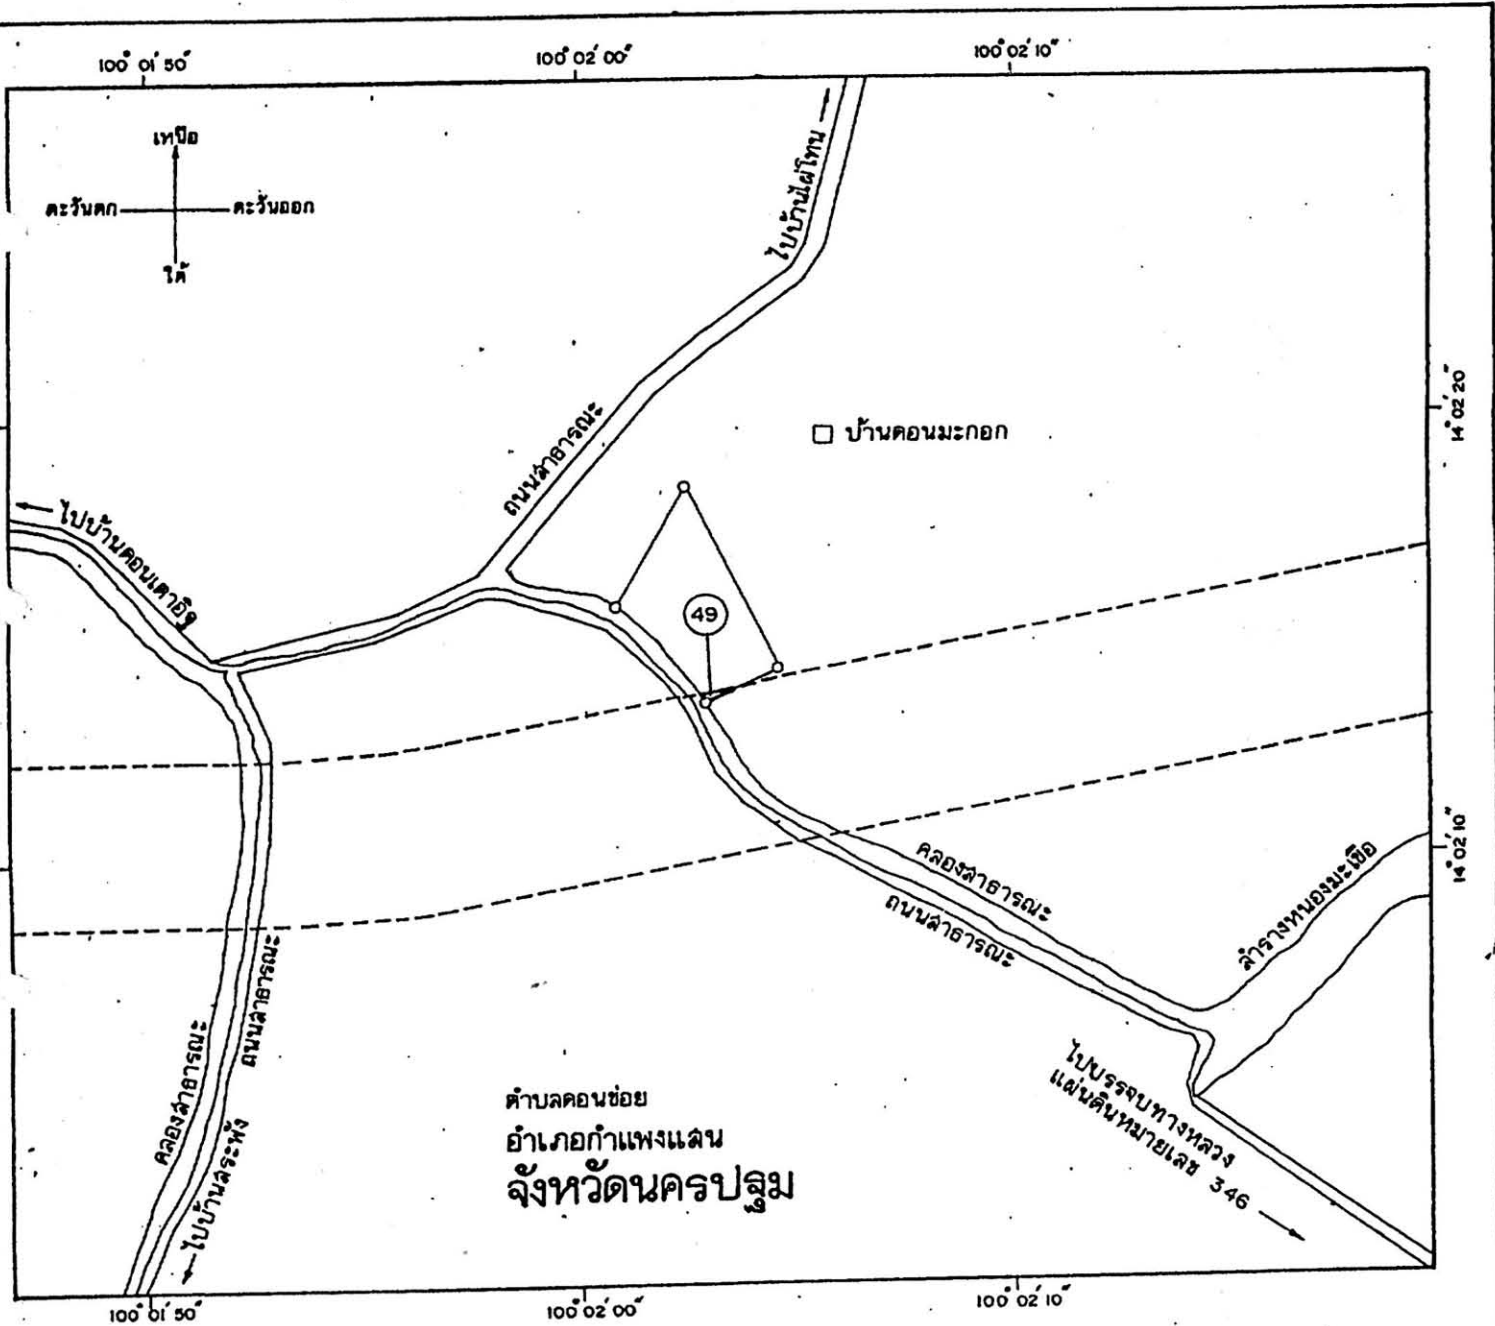 100° 01' 50"
100° 02' 00"
100° 02' 10"
เหนือ
ตะวันตก
ตะวันออก
ใต้
ไปบ้านไผ่โทน
14° 02' 20"
ถนนสาธารณะ
บ้านดอนมะกอก
ไปบ้านดอนเตาอิฐ
49
14° 02' 10"
คลองสาธารณะ
ถนนสาธารณะ
ลำรางหนองมะเขือ
คลองสาธารณะ
ถนนสาธารณะ
ไปบ้านสระพัง
ไปบรรจบทางหลวง
แผ่นดินหมายเลข 346
ตำบลดอนข่อย
อำเภอกำแพงแสน
จังหวัดนครปฐม
100° 01' 50"
100° 02' 00"
100° 02' 10"